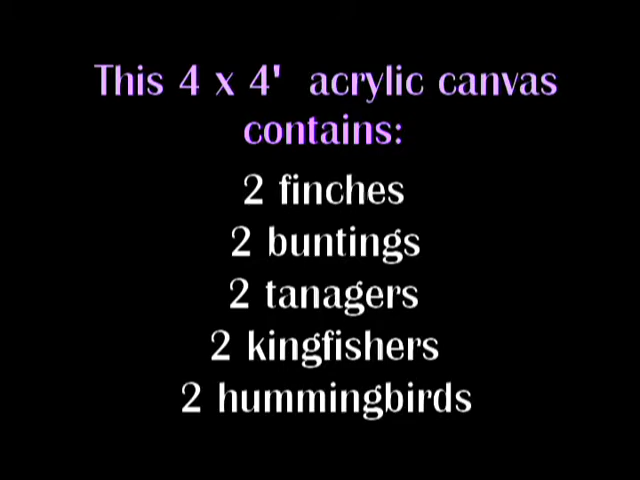 This 4 x 4' acrylic canvas
contains:
2 finches
2 buntings
2 tanagers
2 kingfishers
2 hummingbirds